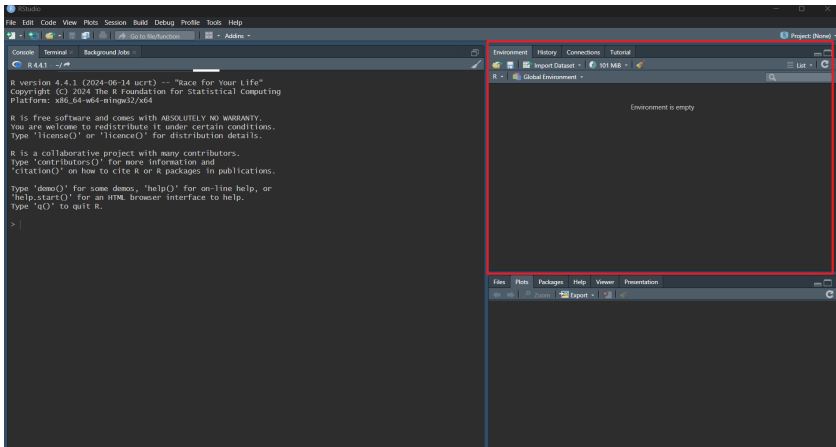 RStudio
File Edit Code View Plots Session Build Debug Profile Tools Help
Go to file/function Addins Project: (None)
Console Terminal Background Jobs
R 4.4.1 · ~/
R version 4.4.1 (2024-06-14 ucrt) -- "Race for Your Life"
Copyright (C) 2024 The R Foundation for Statistical Computing
Platform: x86_64-w64-mingw32/x64
R is free software and comes with ABSOLUTELY NO WARRANTY.
You are welcome to redistribute it under certain conditions.
Type 'license()' or 'licence()' for distribution details.
R is a collaborative project with many contributors.
Type 'contributors()' for more information and
'citation()' on how to cite R or R packages in publications.
Type 'demo()' for some demos, 'help()' for on-line help, or
'help.start()' for an HTML browser interface to help.
Type 'q()' to quit R.
>
Environment History Connections Tutorial
Import Dataset 101 MiB List
R Global Environment
Environment is empty
Files Plots Packages Help Viewer Presentation
Zoom Export